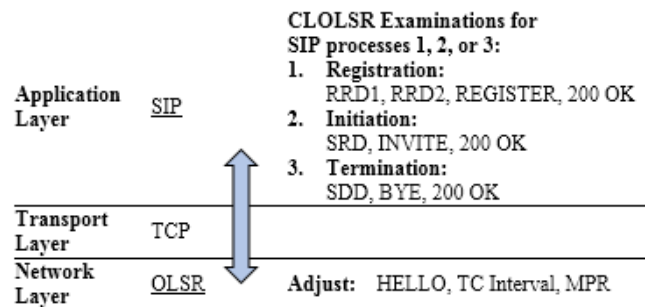 CLOLSR Examinations for
SIP processes 1, 2, or 3:
1. Registration:
RRD1, RRD2, REGISTER, 200 OK
Application
Layer
SIP
2. Initiation:
SRD, INVITE, 200 OK
3. Termination:
SDD, BYE, 200 OK
Transport
Layer
TCP
Network
Layer
OLSR
Adjust: HELLO, TC Interval, MPR